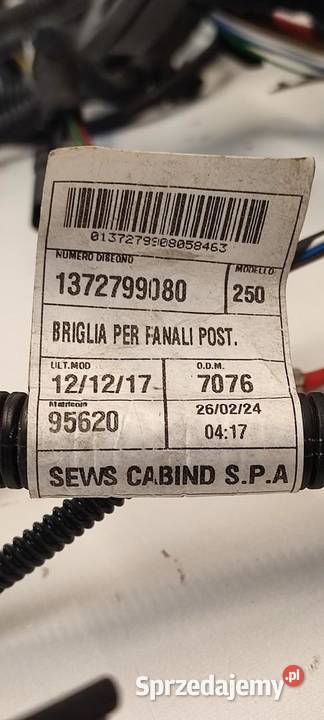 0137279908058463
NUMERO DISEGNO
MODELLO
1372799080
250
BRIGLIA PER FANALI POST.
ULT.MOD
O.D.M.
12/12/17
7076
Matricola
26/02/24
95620
04:17
SEWS CABIND S.P.A
Sprzedajemy.pl